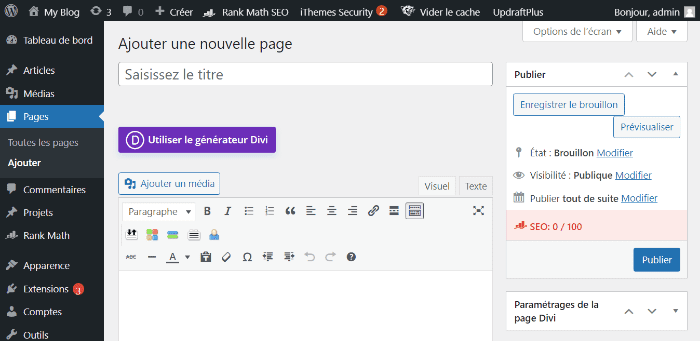 My Blog 3 0 + Créer Rank Math SEO iThemes Security 2 Vider le cache UpdraftPlus Bonjour, admin
Options de l'écran ▼ Aide ▼
Tableau de bord
Articles
Médias
Pages
Toutes les pages
Ajouter
Commentaires
Projets
Rank Math
Apparence
Extensions 3
Comptes
Outils
Ajouter une nouvelle page
Saisissez le titre
D Utiliser le générateur Divi
Ajouter un média
Visuel Texte
Paragraphe B I
ABC A Ω
Publier
Enregistrer le brouillon
Prévisualiser
État : Brouillon Modifier
Visibilité : Publique Modifier
Publier tout de suite Modifier
SEO: 0 / 100
Publier
Paramétrages de la
page Divi